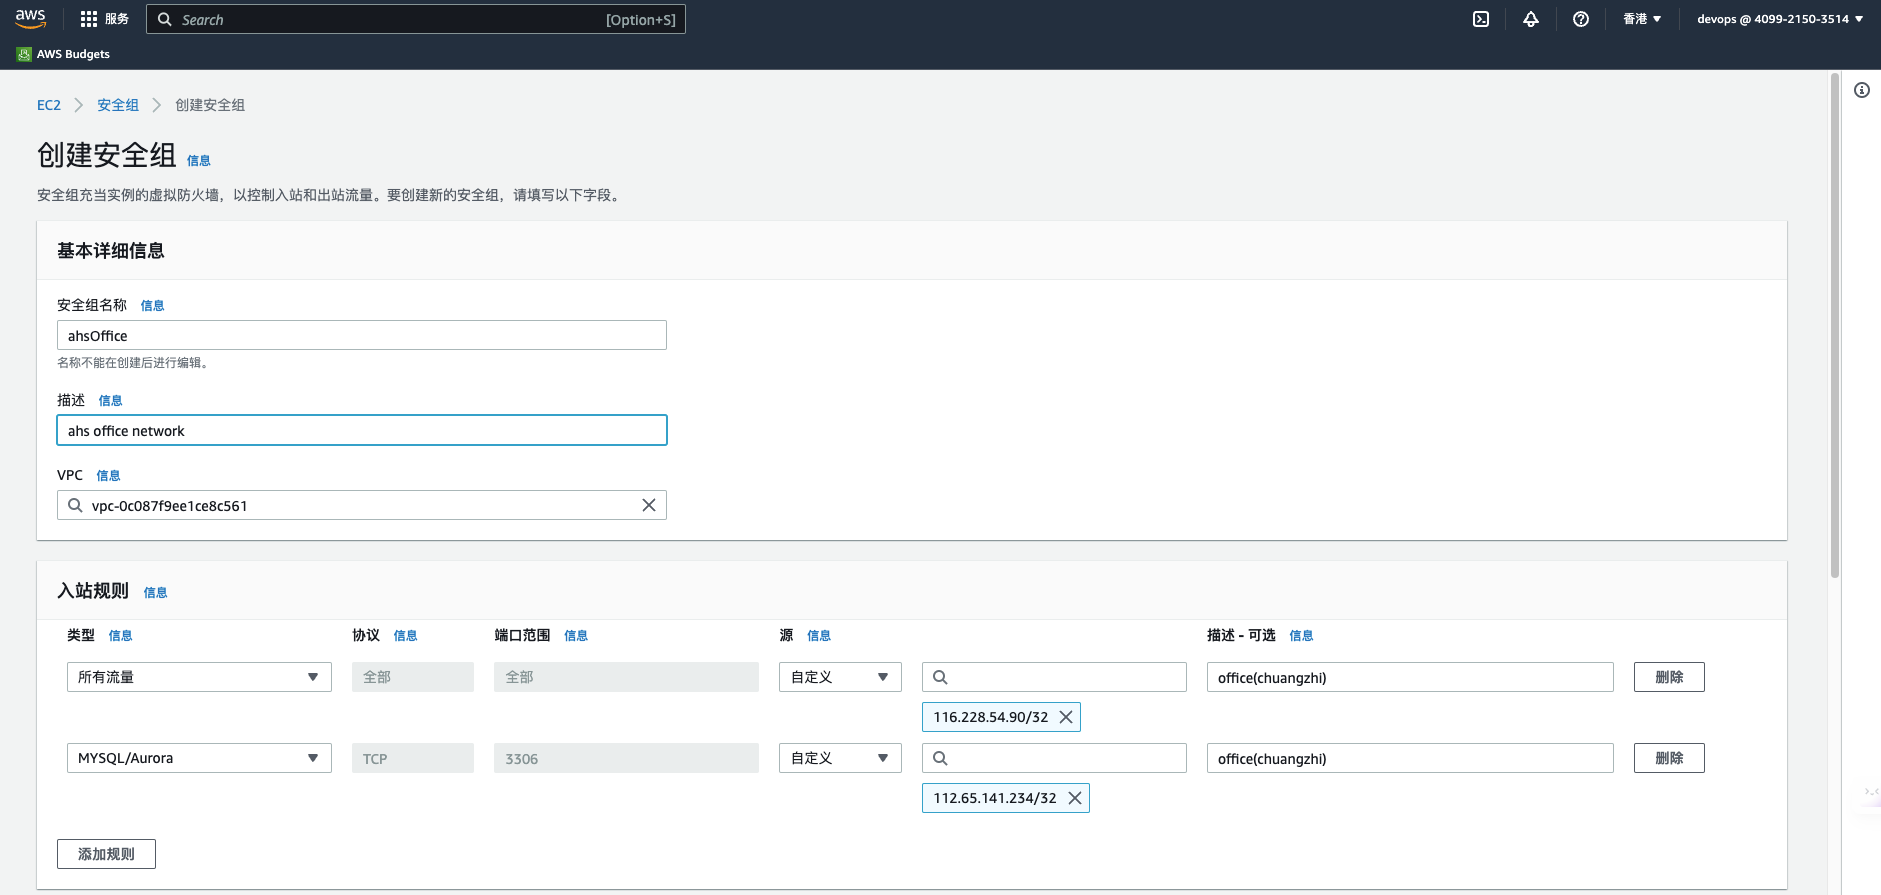 aws 服务 Search [Option+S] 香港 devops @ 4099-2150-3514
AWS Budgets
EC2 安全组 创建安全组
创建安全组 信息
安全组充当实例的虚拟防火墙，以控制入站和出站流量。要创建新的安全组，请填写以下字段。
基本详细信息
安全组名称 信息
ahsOffice
名称不能在创建后进行编辑。
描述 信息
ahs office network
VPC 信息
vpc-0c087f9ee1ce8c561
入站规则 信息
类型 信息 协议 信息 端口范围 信息 源 信息 描述 - 可选 信息
所有流量 全部 全部 自定义 office(chuangzhi) 删除
116.228.54.90/32
MYSQL/Aurora TCP 3306 自定义 office(chuangzhi) 删除
112.65.141.234/32
添加规则